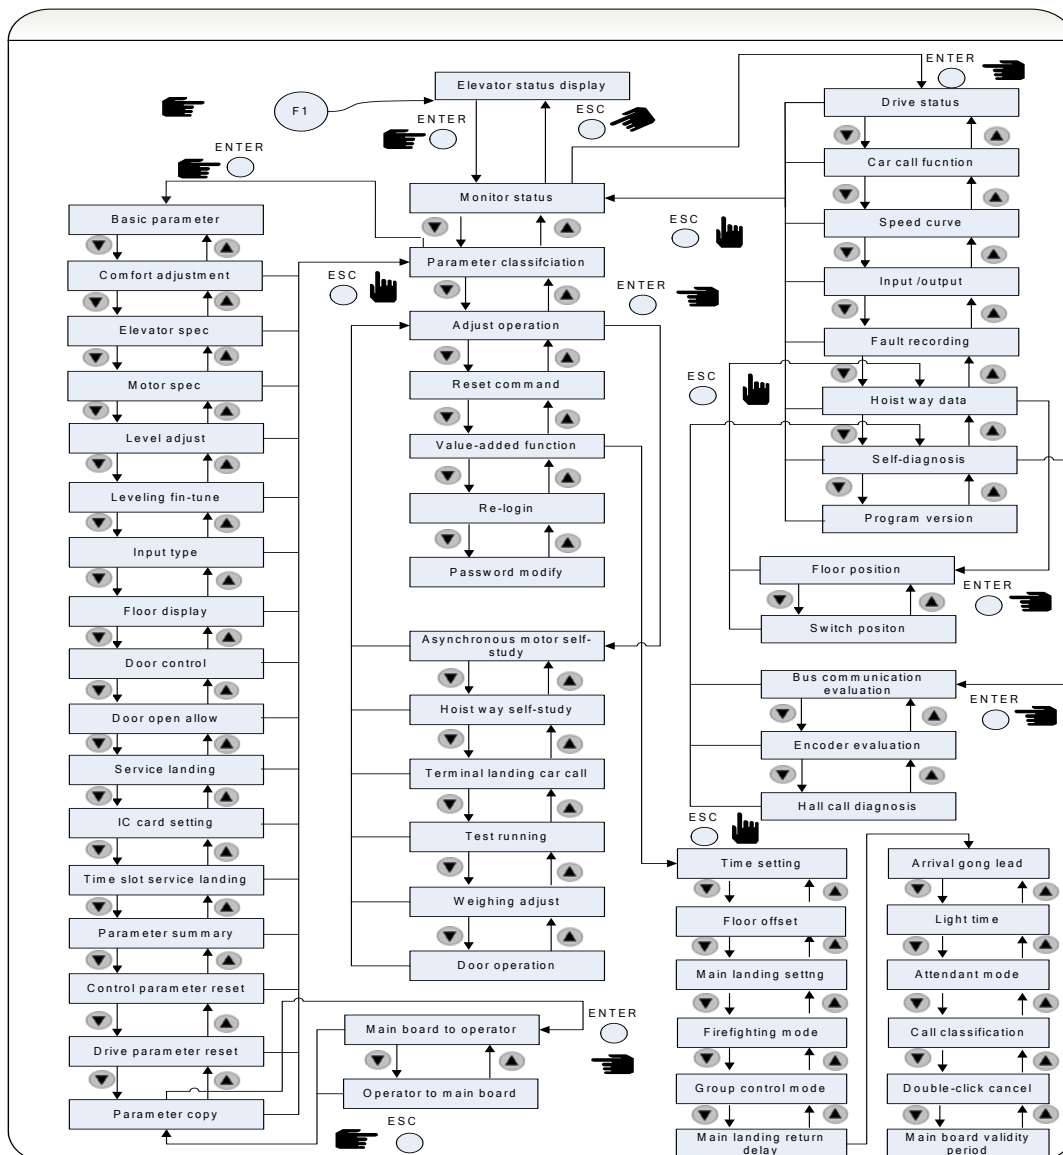 F1
Elevator status display
ENTER
ESC
ENTER
Monitor status
Parameter classifciation
Adjust operation
Reset command
Value-added function
Re-login
Password modify
ESC
ENTER
Basic parameter
Comfort adjustment
Elevator spec
Motor spec
Level adjust
Leveling fin-tune
Input type
Floor display
Door control
Door open allow
Service landing
IC card setting
Time slot service landing
Parameter summary
Control parameter reset
Drive parameter reset
Parameter copy
Asynchronous motor self-
study
Hoist way self-study
Terminal landing car call
Test running
Weighing adjust
Door operation
Main board to operator
Operator to main board
ENTER
ESC
ENTER
Drive status
Car call fucntion
Speed curve
Input /output
Fault recording
Hoist way data
Self-diagnosis
Program version
ESC
ESC
Floor position
Switch positon
ENTER
Bus communication
evaluation
Encoder evaluation
Hall call diagnosis
ENTER
ESC
Time setting
Floor offset
Main landing settng
Firefighting mode
Group control mode
Main landing return
delay
Arrival gong lead
Light time
Attendant mode
Call classification
Double-click cancel
Main board validity
period